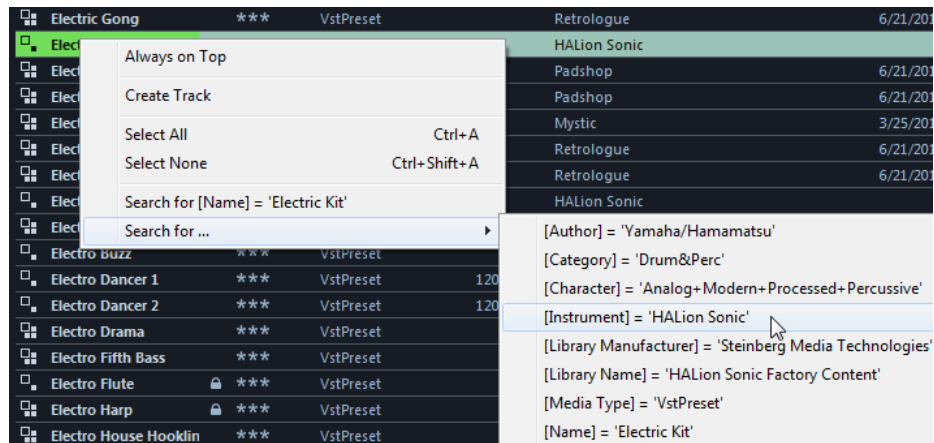 Electric Gong *** VstPreset Retrologue 6/21/201
Elect HALion Sonic
Elect Padshop 6/21/201
Elect Padshop 6/21/201
Elect Mystic 3/25/201
Elect Retrologue 6/21/201
Elect Retrologue 6/21/201
Elect HALion Sonic
Elect
Always on Top
Create Track
Select All Ctrl+A
Select None Ctrl+Shift+A
Search for [Name] = 'Electric Kit'
Search for ...
[Author] = 'Yamaha/Hamamatsu'
[Category] = 'Drum&Perc'
[Character] = 'Analog+Modern+Processed+Percussive'
[Instrument] = 'HALion Sonic'
[Library Manufacturer] = 'Steinberg Media Technologies'
[Library Name] = 'HALion Sonic Factory Content'
[Media Type] = 'VstPreset'
[Name] = 'Electric Kit'
Electro Buzz *** VstPreset
Electro Dancer 1 *** VstPreset 120
Electro Dancer 2 *** VstPreset 120
Electro Drama *** VstPreset
Electro Fifth Bass *** VstPreset
Electro Flute *** VstPreset
Electro Harp *** VstPreset
Electro House Hooklin *** VstPreset